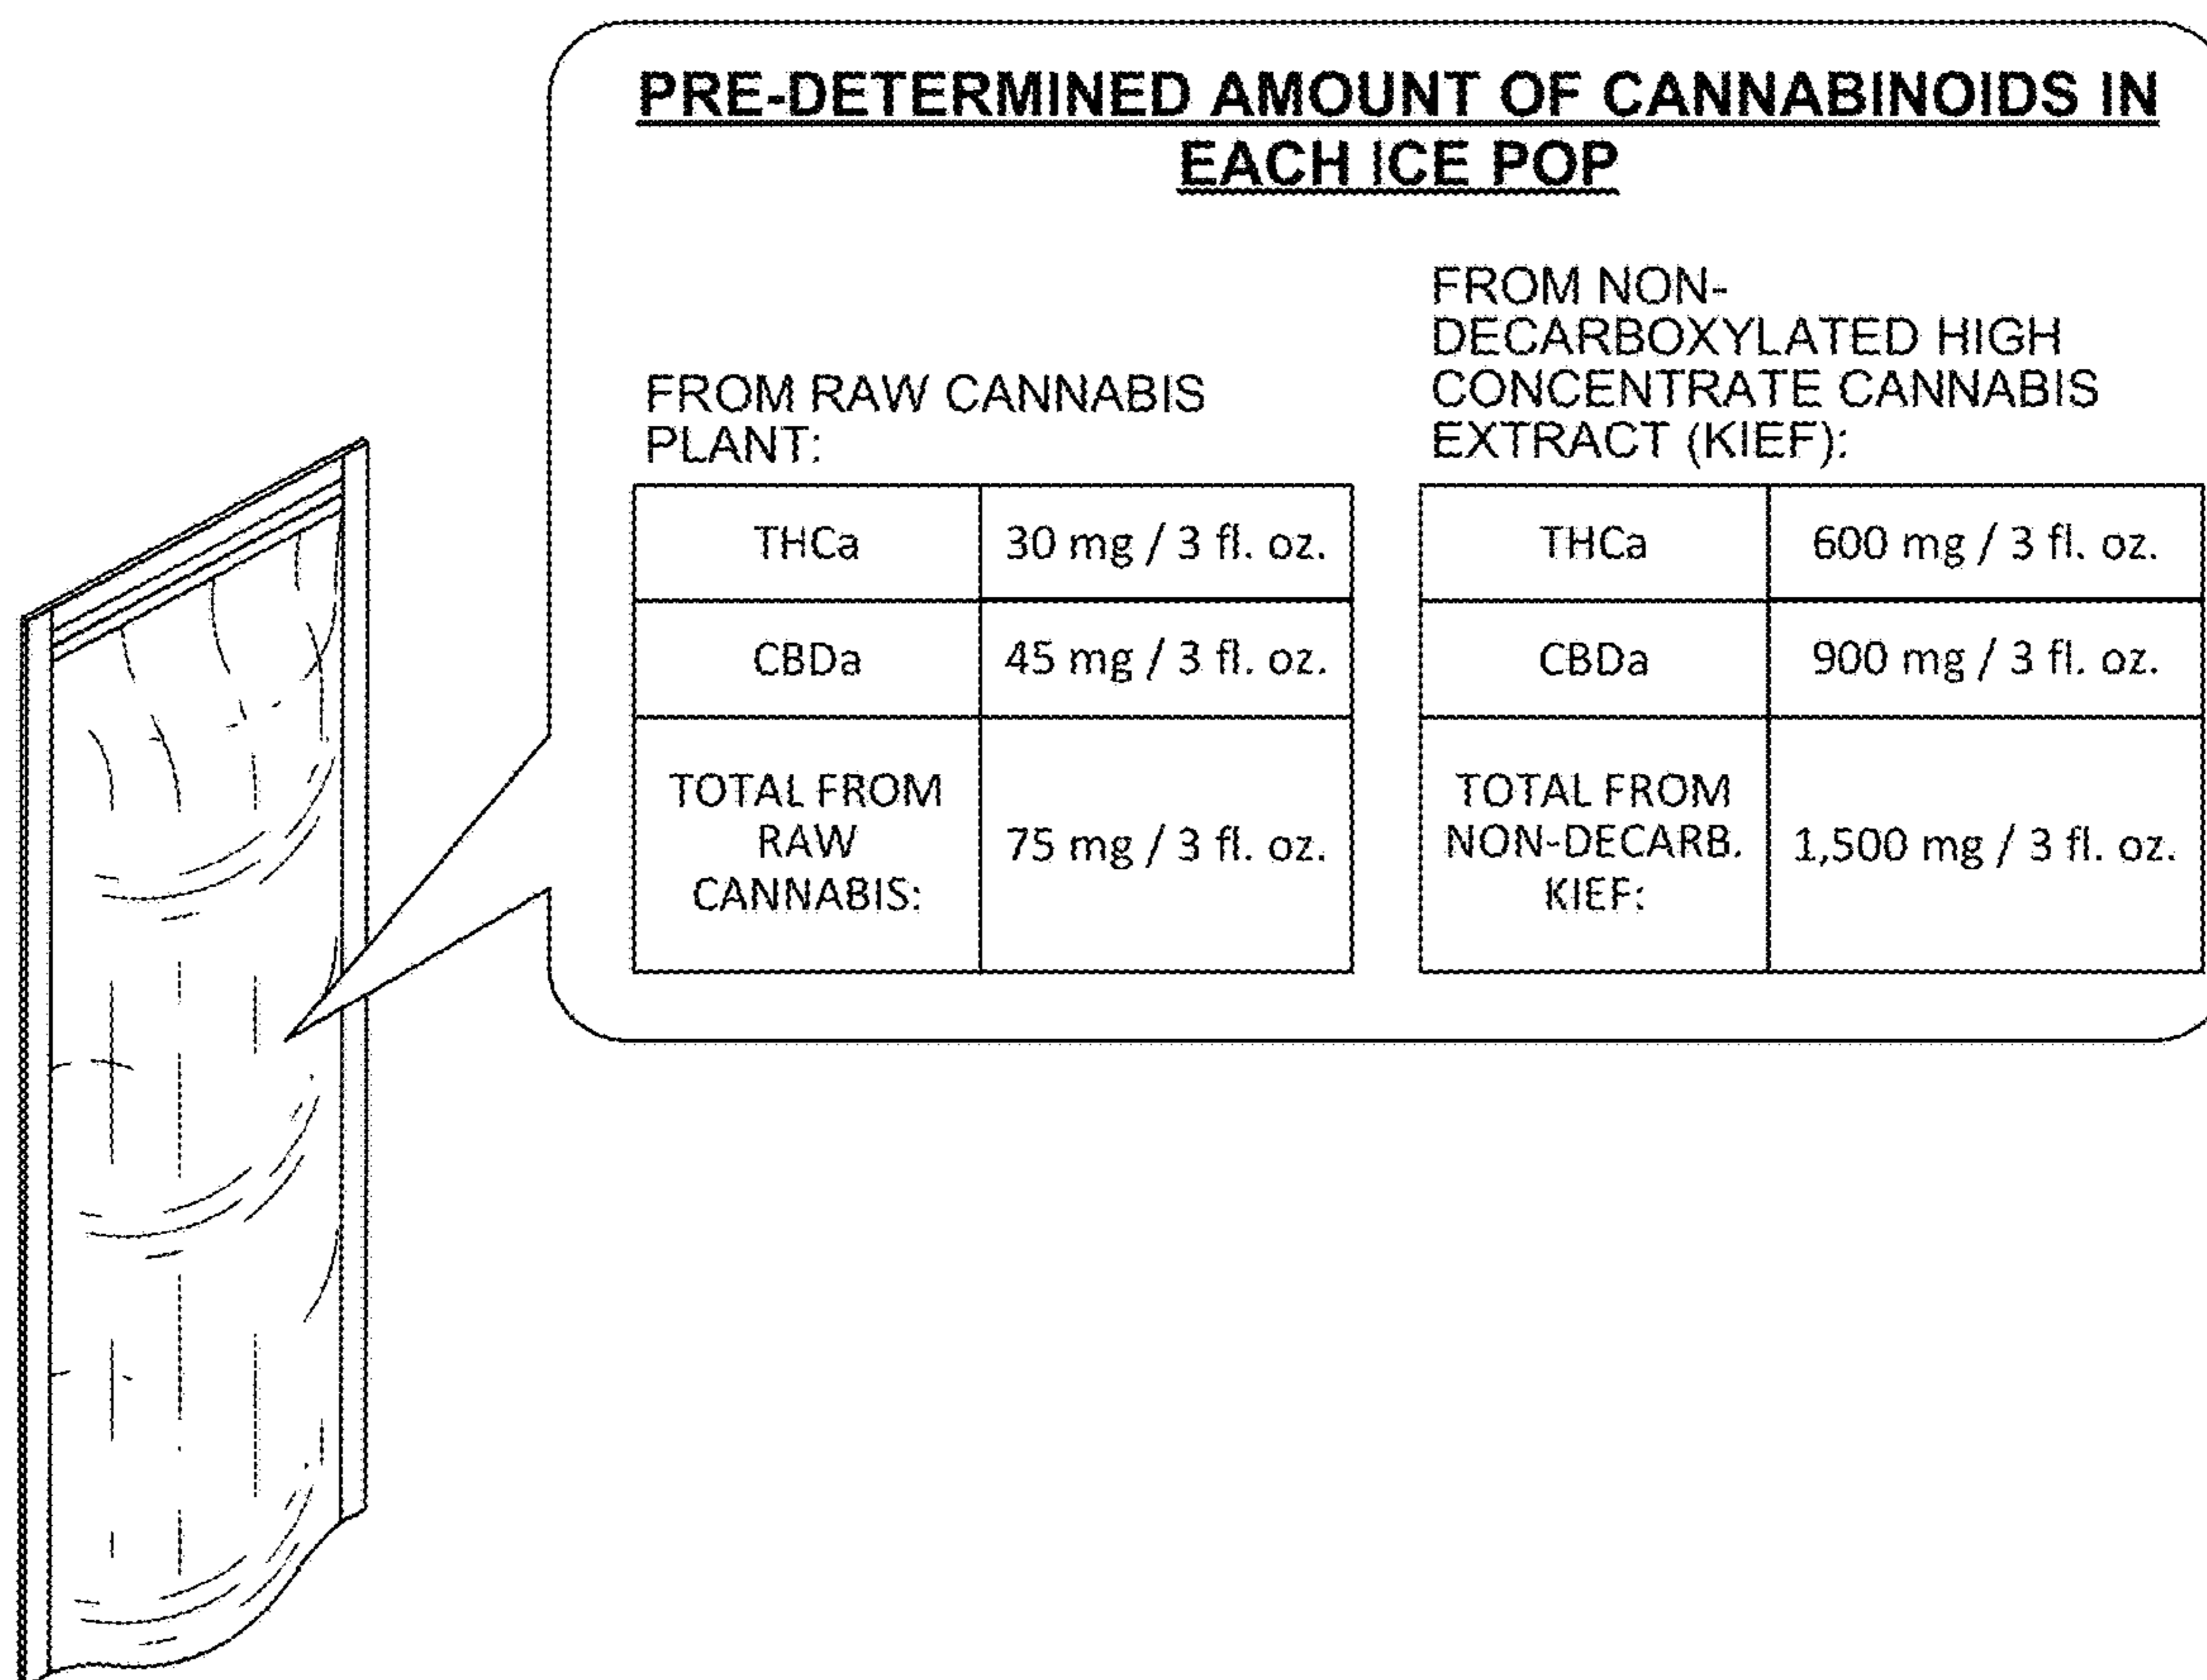 PRE-DETERMINED AMOUNT OF CANNABINOIDS IN
EACH ICE POP
FROM RAW CANNABIS
PLANT:
THCa 30 mg / 3 fl. oz.
CBDa 45 mg / 3 fl. oz.
TOTAL FROM
RAW
CANNABIS:
75 mg / 3 fl. oz.
FROM NON-
DECARBOXYLATED HIGH
CONCENTRATE CANNABIS
EXTRACT (KIEF):
THCa 600 mg / 3 fl. oz.
CBDa 900 mg / 3 fl. oz.
TOTAL FROM
NON-DECARB.
KIEF:
1,500 mg / 3 fl. oz.